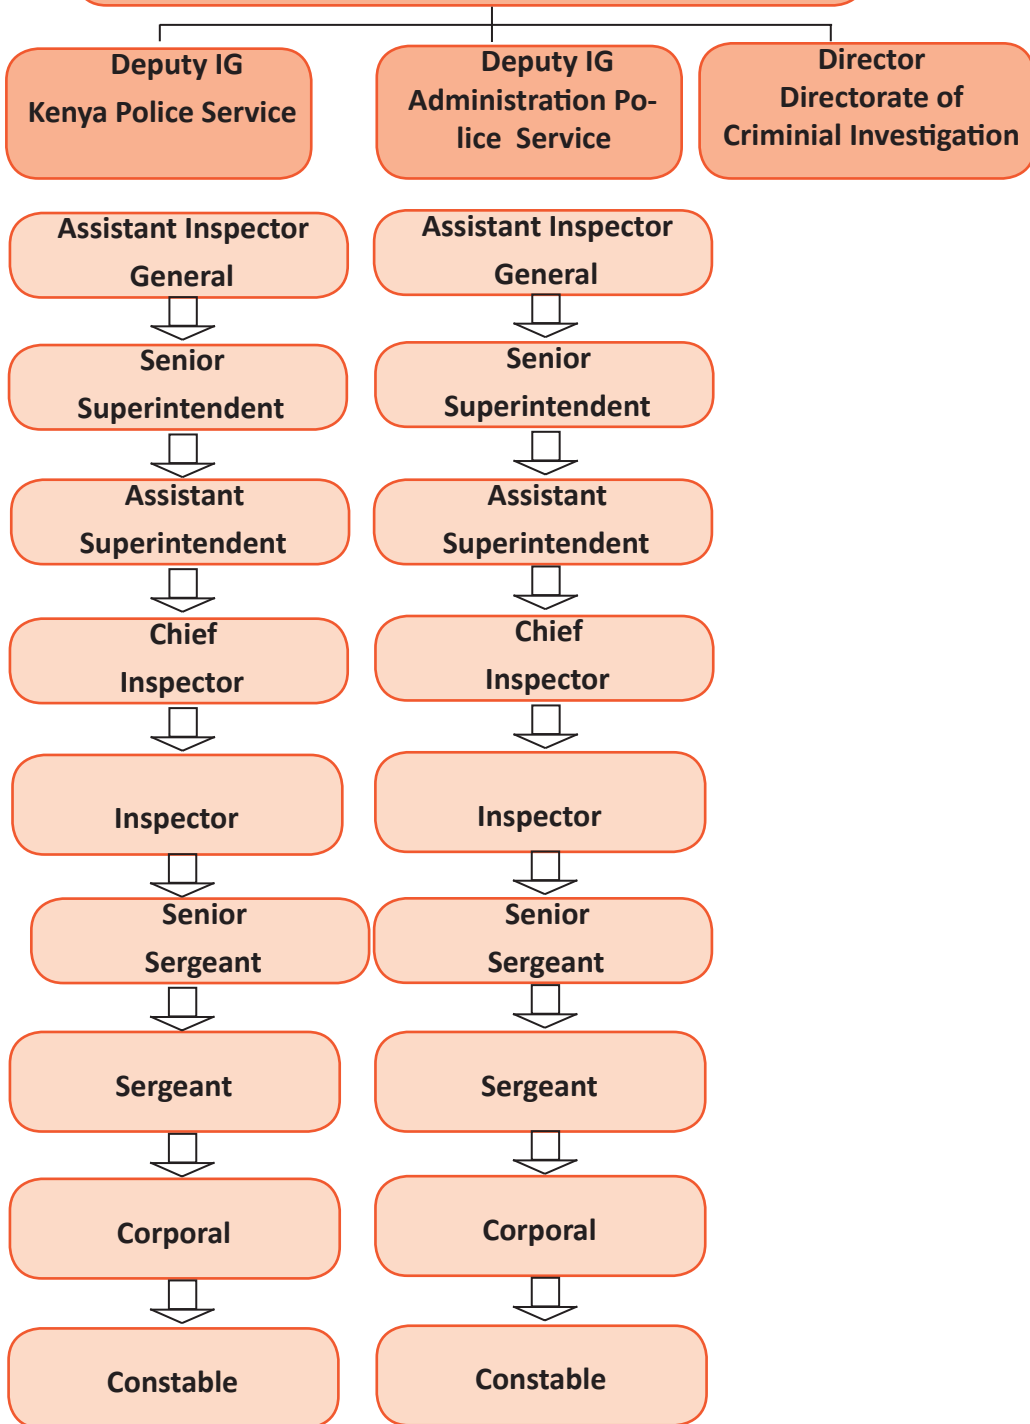 Deputy IG
Kenya Police Service
Deputy IG
Administration Po-
lice Service
Director
Directorate of
Criminial Investigation
Assistant Inspector
General
Senior
Superintendent
Assistant
Superintendent
Chief
Inspector
Inspector
Senior
Sergeant
Sergeant
Corporal
Constable
Assistant Inspector
General
Senior
Superintendent
Assistant
Superintendent
Chief
Inspector
Inspector
Senior
Sergeant
Sergeant
Corporal
Constable